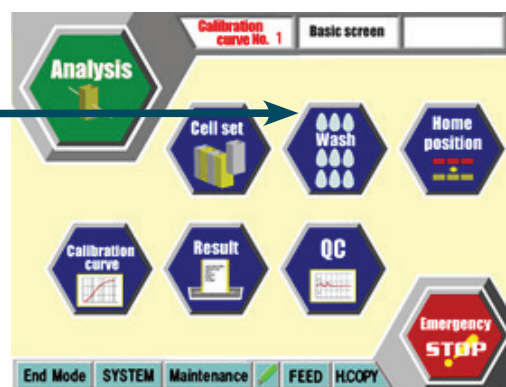 Calibration
curve No. 1
Basic screen
Analysis
Cell set
Wash
Home
position
Calibration
curve
Result
QC
Emergency
STOP
End Mode
SYSTEM
Maintenance
FEED
H.COPY